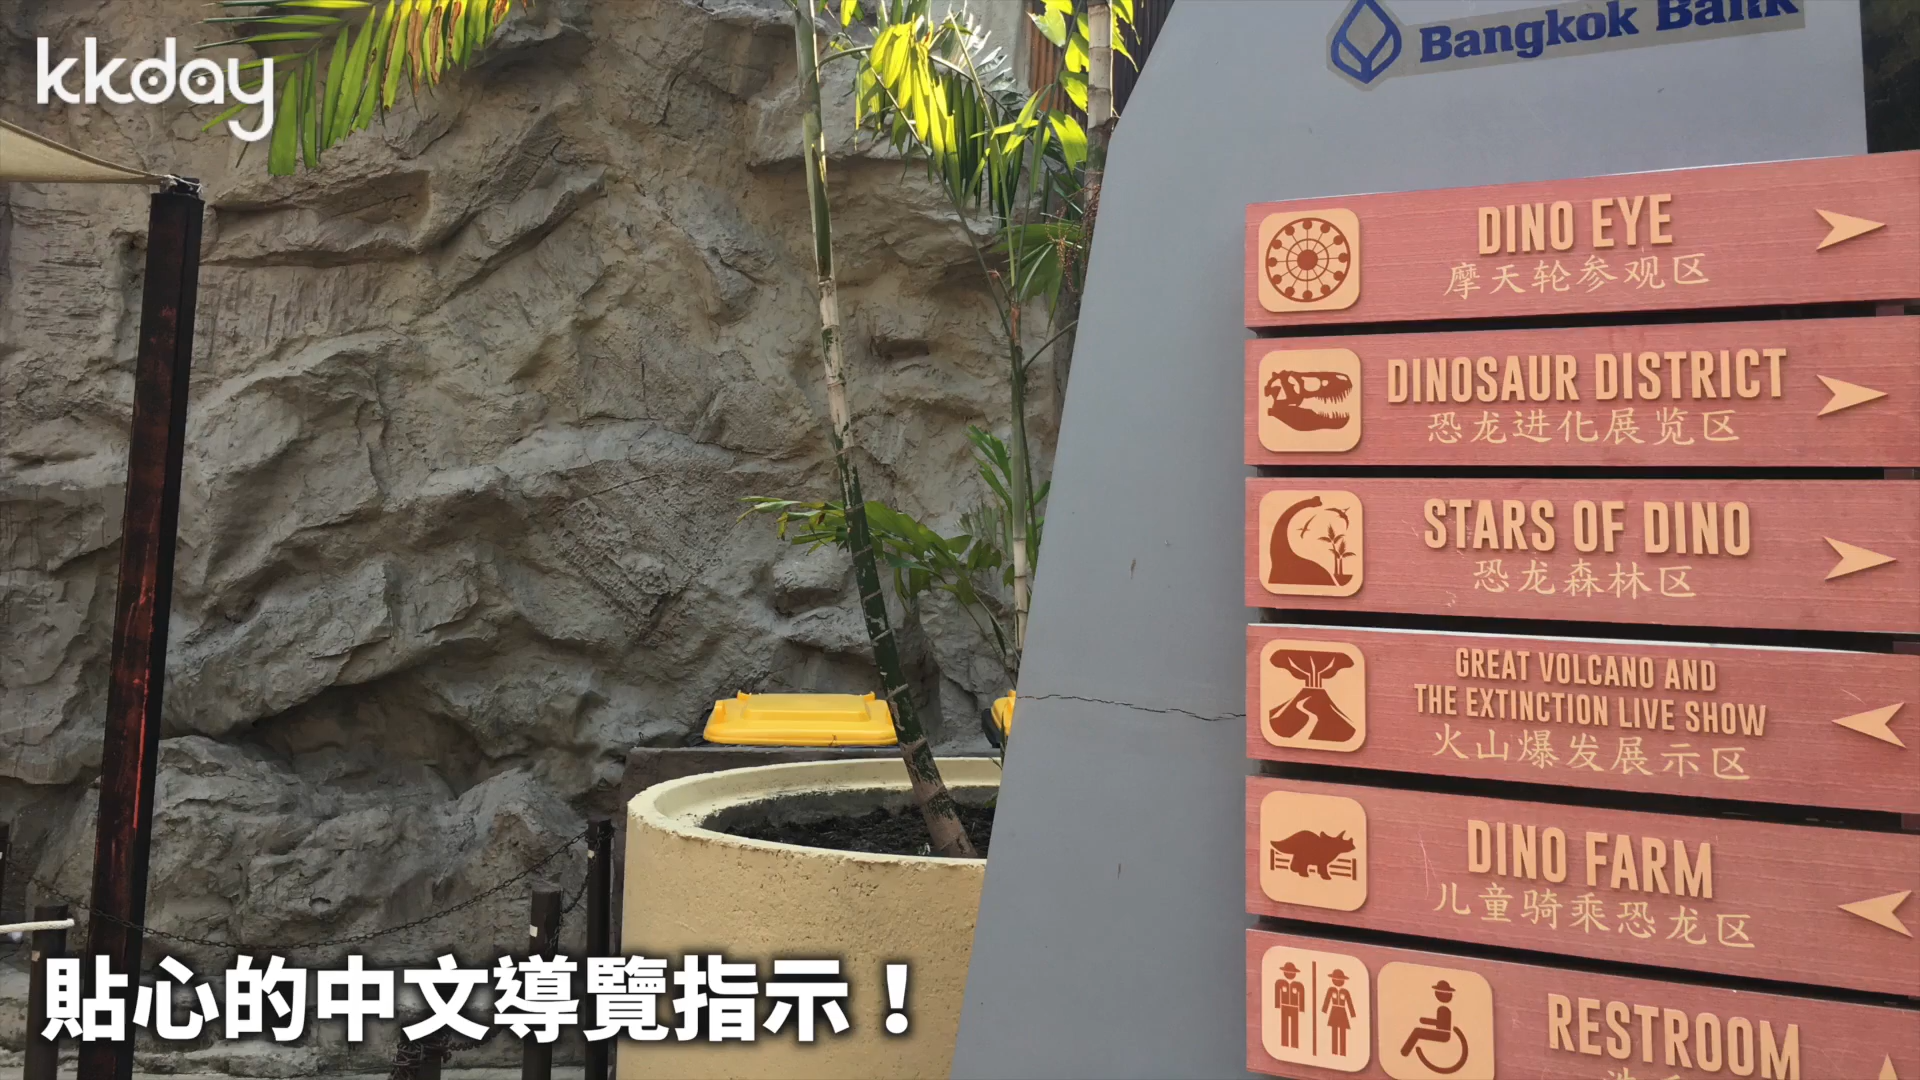 kkday
Bangkok Bank
DINO EYE
摩天轮参观区
DINOSAUR DISTRICT
恐龙进化展览区
STARS OF DINO
恐龙森林区
GREAT VOLCANO AND
THE EXTINCTION LIVE SHOW
火山爆发展示区
DINO FARM
儿童骑乘恐龙区
RESTROOM
貼心的中文導覽指示！